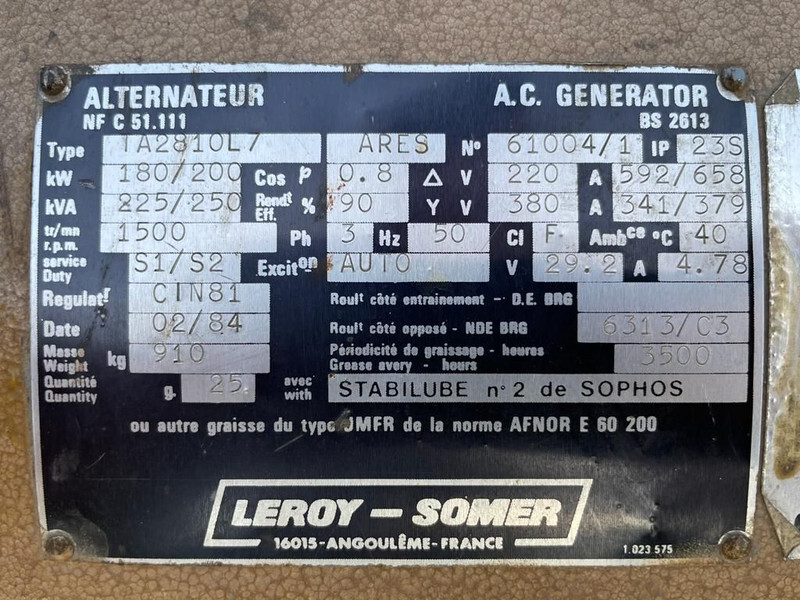 ALTERNATEUR A.C. GENERATOR
NF C 51.111 BS 2613
Type TA2810L7 ARES No 61004/1 IP 23S
kW 180/200 Cos ρ 0.8 Δ V 220 A 592/658
kVA 225/250 Rendt Eff. % 90 Y V 380 A 341/379
tr/mn r.p.m. 1500 Ph 3 Hz 50 Cl F. Ambce °C 40
service Duty S1/S2 Exciton AUTO V 29.2 A 4.78
Regulatr CIN81 Roult côté entrainement - D.E. BRG
Date 02/84 Roult côté opposé - NDE BRG 6313/C3
Masse Weight kg 910 Périodicité de graissage - heures 3500
Grease avery - hours
Quantité Quantity g. 25 avec with STABILUBE n°2 de SOPHOS
ou autre graisse du type JMFR de la norme AFNOR E 60 200
LEROY-SOMER
16015-ANGOULÊME-FRANCE
1.023 575